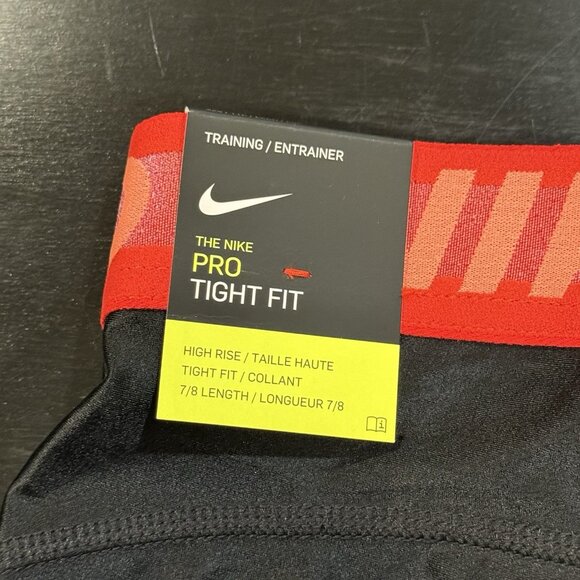 TRAINING / ENTRAINER
THE NIKE
PRO
TIGHT FIT
HIGH RISE / TAILLE HAUTE
TIGHT FIT / COLLANT
7/8 LENGTH / LONGUEUR 7/8
i